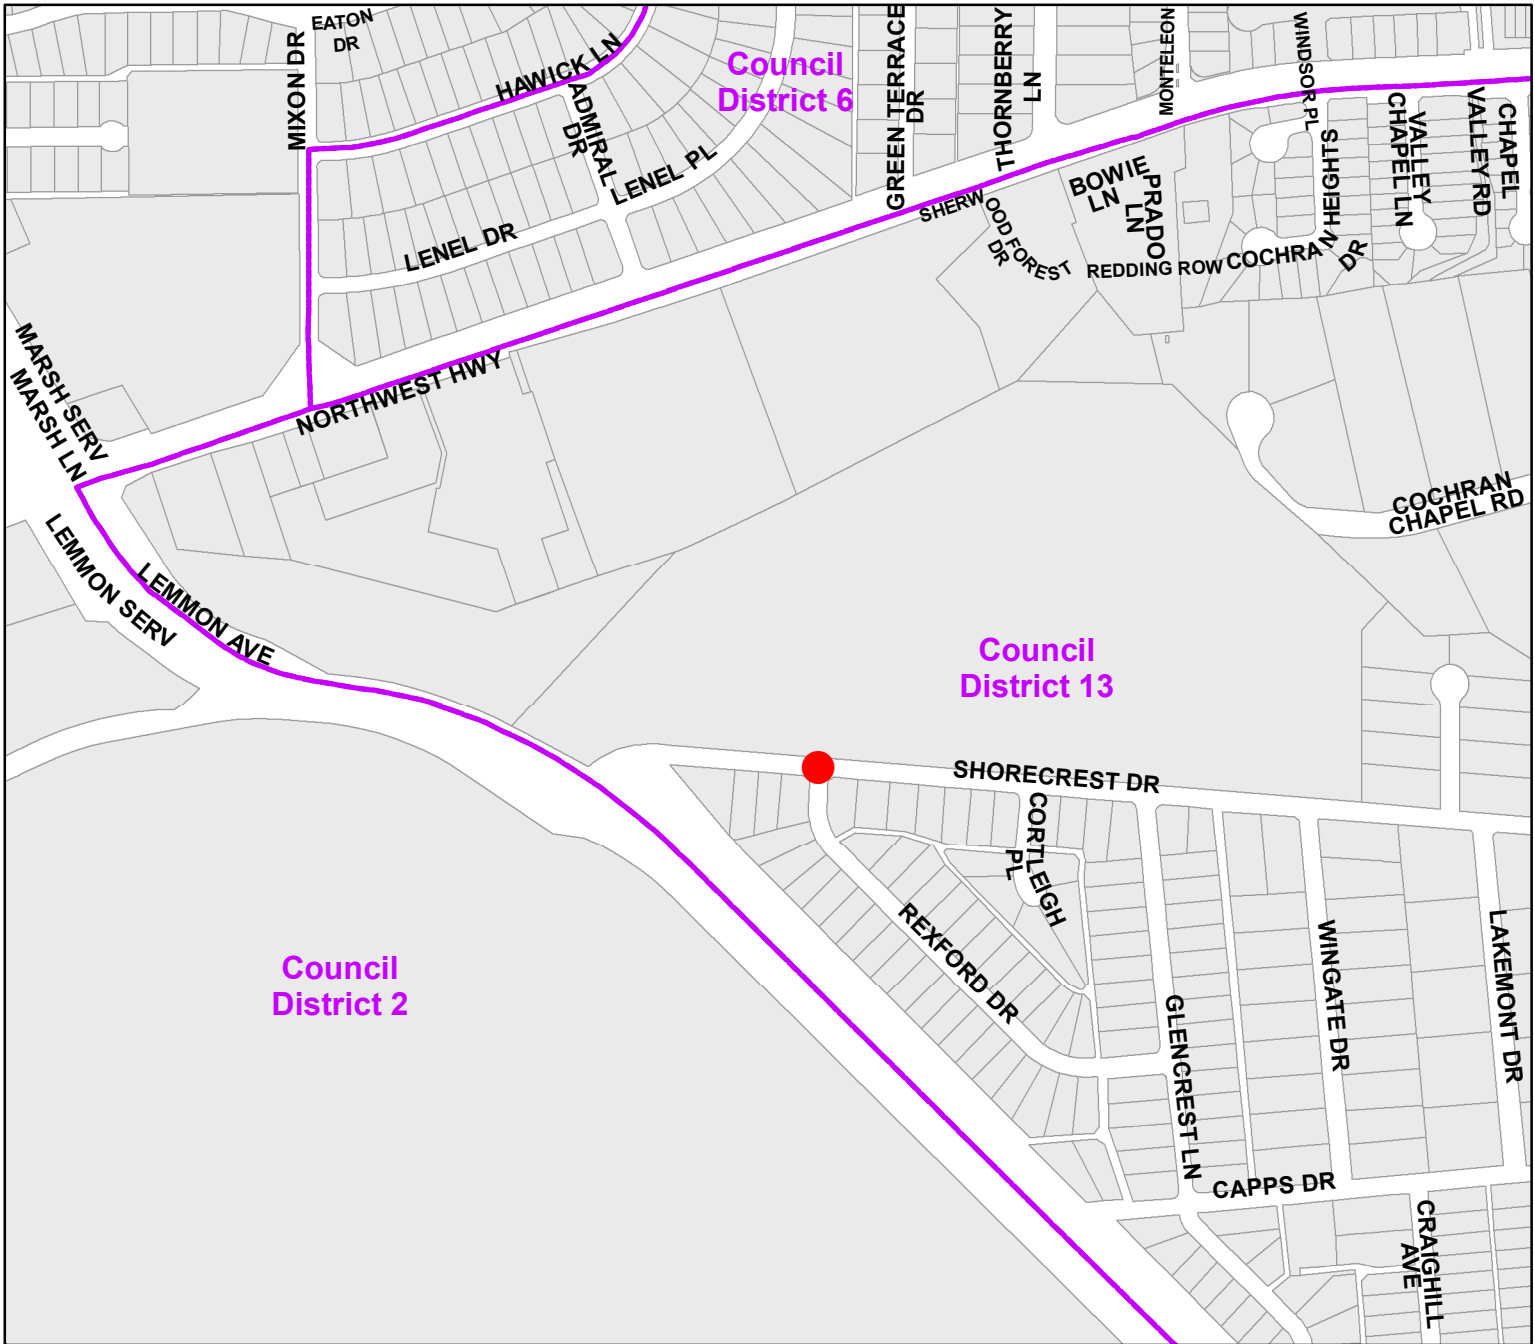 EATON
DR
MIXON DR
HAWICK LN
ADMIRAL
DR
LENEL PL
LENEL DR
Council
District 6
GREEN TERRACE
DR
THORNBERRY
LN
MONTELEON
WINDSOR PL
HEIGHTS
CHAPEL LN
VALLEY
VALLEY RD
CHAPEL
BOWIE
LN
PRADO
LN
SHERWOOD FOREST
DR
REDDING ROW
COCHRAN
DR
MARSH SERV
MARSH LN
NORTHWEST HWY
COCHRAN
CHAPEL RD
LEMMON SERV
LEMMON AVE
Council
District 13
SHORECREST DR
CORTLEIGH
PL
REXFORD DR
GLENCREST LN
WINGATE DR
LAKEMONT DR
Council
District 2
CAPPS DR
CRAIGHILL
AVE